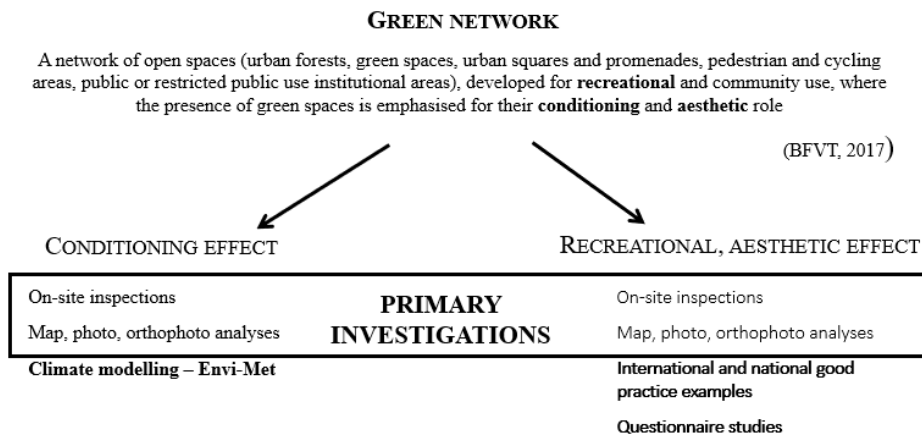 GREEN NETWORK
A network of open spaces (urban forests, green spaces, urban squares and promenades, pedestrian and cycling
areas, public or restricted public use institutional areas), developed for recreational and community use, where
the presence of green spaces is emphasised for their conditioning and aesthetic role
(BFVT, 2017)
CONDITIONING EFFECT
RECREATIONAL, AESTHETIC EFFECT
On-site inspections
Map, photo, orthophoto analyses
PRIMARY
INVESTIGATIONS
On-site inspections
Map, photo, orthophoto analyses
Climate modelling – Envi-Met
International and national good
practice examples
Questionnaire studies